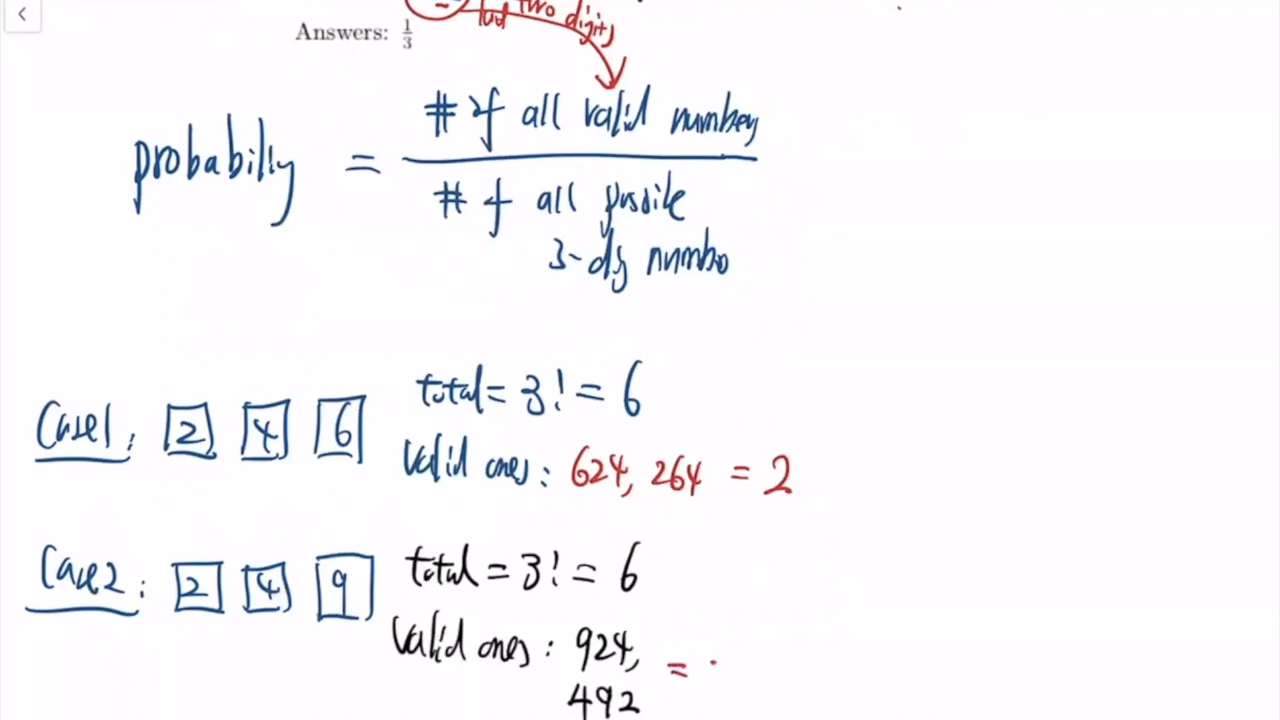 two digits
Answers: 1/3
# of all valid numbers
probability =
# of all possible
3-dig number
total = 3! = 6
Case1: 2 4 6
Valid ones: 624, 264 = 2
total = 3! = 6
Case2: 2 4 9
Valid ones: 924, =
492